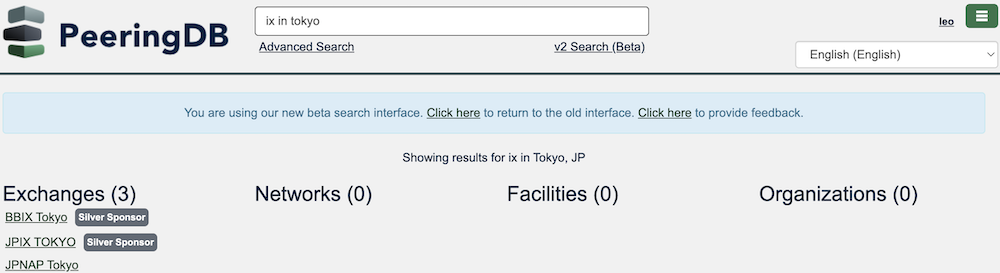 PeeringDB
ix in tokyo
Advanced Search
v2 Search (Beta)
leo
English (English)
You are using our new beta search interface. Click here to return to the old interface. Click here to provide feedback.
Showing results for ix in Tokyo, JP
Exchanges (3)
BBIX Tokyo Silver Sponsor
JPIX TOKYO Silver Sponsor
JPNAP Tokyo
Networks (0)
Facilities (0)
Organizations (0)